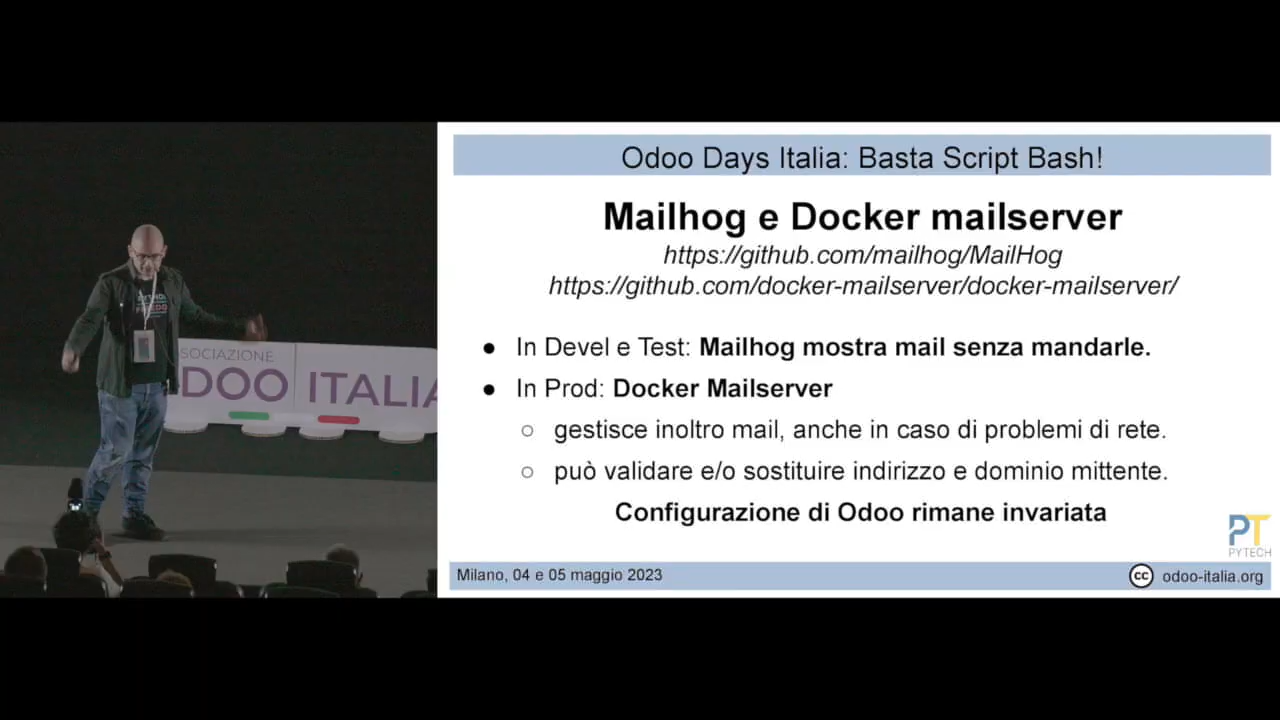 Odoo Days Italia: Basta Script Bash!
Mailhog e Docker mailserver
https://github.com/mailhog/MailHog
https://github.com/docker-mailserver/docker-mailserver/
● In Devel e Test: Mailhog mostra mail senza mandarle.
● In Prod: Docker Mailserver
○ gestisce inoltro mail, anche in caso di problemi di rete.
○ può validare e/o sostituire indirizzo e dominio mittente.
Configurazione di Odoo rimane invariata
PT
PYTECH
Milano, 04 e 05 maggio 2023
cc odoo-italia.org
SOCIAZIONE
DOO ITALIA